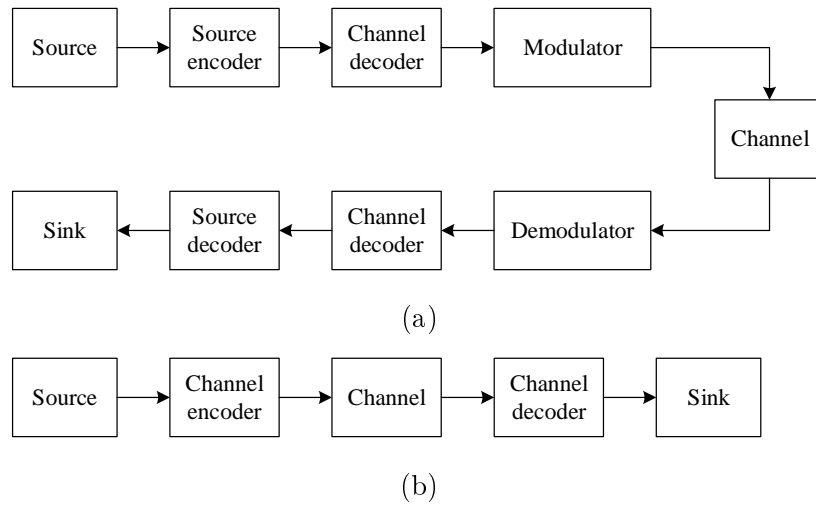 Source
Source
encoder
Channel
decoder
Modulator
Channel
Sink
Source
decoder
Channel
decoder
Demodulator
(a)
Source
Channel
encoder
Channel
Channel
decoder
Sink
(b)